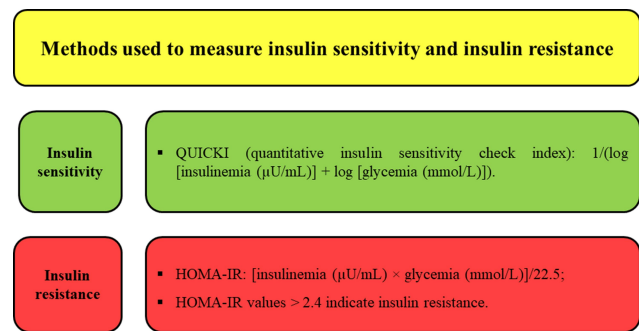 Methods used to measure insulin sensitivity and insulin resistance
Insulin
sensitivity
▪ QUICKI (quantitative insulin sensitivity check index): 1/(log
[insulinemia (µU/mL)] + log [glycemia (mmol/L)]).
Insulin
resistance
▪ HOMA-IR: [insulinemia (µU/mL) × glycemia (mmol/L)]/22.5;
▪ HOMA-IR values > 2.4 indicate insulin resistance.